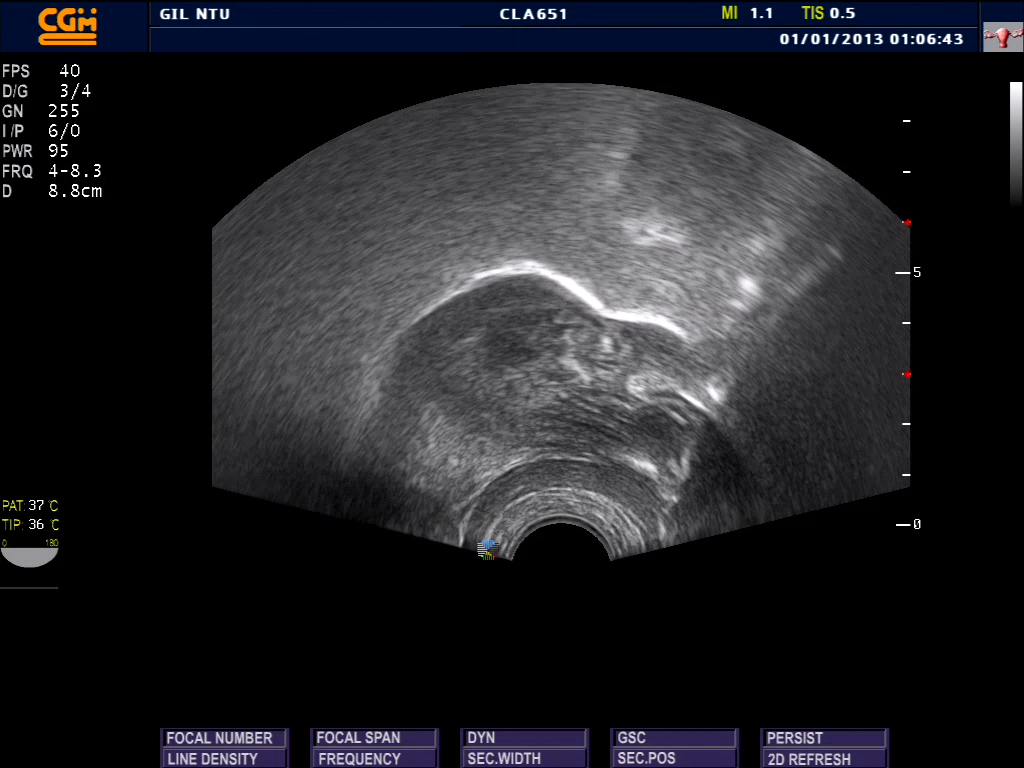 CGM
GIL NTU CLA651 MI 1.1 TIS 0.5
01/01/2013 01:06:43
FPS 40
D/G 3/4
GN 255
I/P 6/0
PWR 95
FRQ 4-8.3
D 8.8cm
5
PAT: 37 °C
TIP: 36 °C
0 180
0
FOCAL NUMBER FOCAL SPAN DYN GSC PERSIST
LINE DENSITY FREQUENCY SEC.WIDTH SEC.POS 2D REFRESH